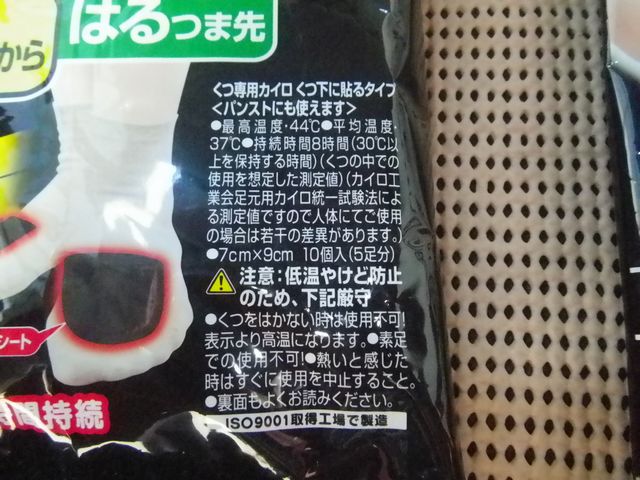 から
はるつま先
くつ専用カイロ くつ下に貼るタイプ
<パンストにも使えます>
●最高温度・44℃●平均温度・
37℃●持続時間8時間(30℃以
上を保持する時間)(くつの中での
使用を想定した測定値)(カイロ工
業会足元用カイロ統一試験法によ
る測定値ですので人体にてご使用
の場合は若干の差異があります。)
●7cm×9cm 10個入(5足分)
注意:低温やけど防止
のため、下記厳守
●くつをはかない時は使用不可!
表示より高温になります。●素足
での使用不可!●熱いと感じた
時はすぐに使用を中止すること。
●裏面もよくお読みください。
シート
時間持続
ISO9001取得工場で製造